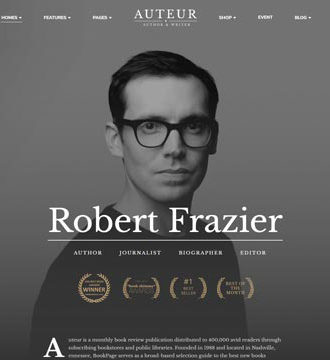 HOMES
FEATURES
PAGES
AUTEUR
AUTHOR & WRITER
SHOP
EVENT
BLOG
Robert Frazier
AUTHOR JOURNALIST BIOGRAPHER EDITOR
WINNER
#1
BEST
SELLER
BEST OF
THE
MONTH
Auteur is a monthly book review publication distributed to 400,000 avid readers through
subscribing bookstores and public libraries. Founded in 1988 and located in Nashville,
ennessee, BookPage serves as a broad-based selection guide to the best new books